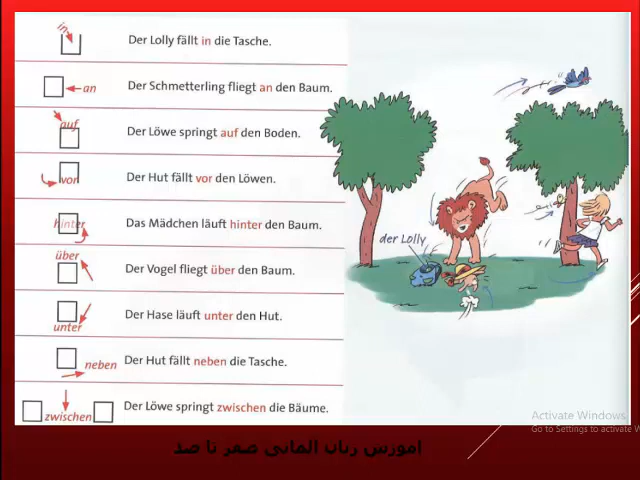 in
Der Lolly fällt in die Tasche.
an
Der Schmetterling fliegt an den Baum.
auf
Der Löwe springt auf den Boden.
vor
Der Hut fällt vor den Löwen.
hinter
Das Mädchen läuft hinter den Baum.
über
Der Vogel fliegt über den Baum.
unter
Der Hase läuft unter den Hut.
neben
Der Hut fällt neben die Tasche.
zwischen
Der Löwe springt zwischen die Bäume.
der Lolly
Activate Windows
Go to Settings to activate W
اموزش زبان المانی صفر تا صد